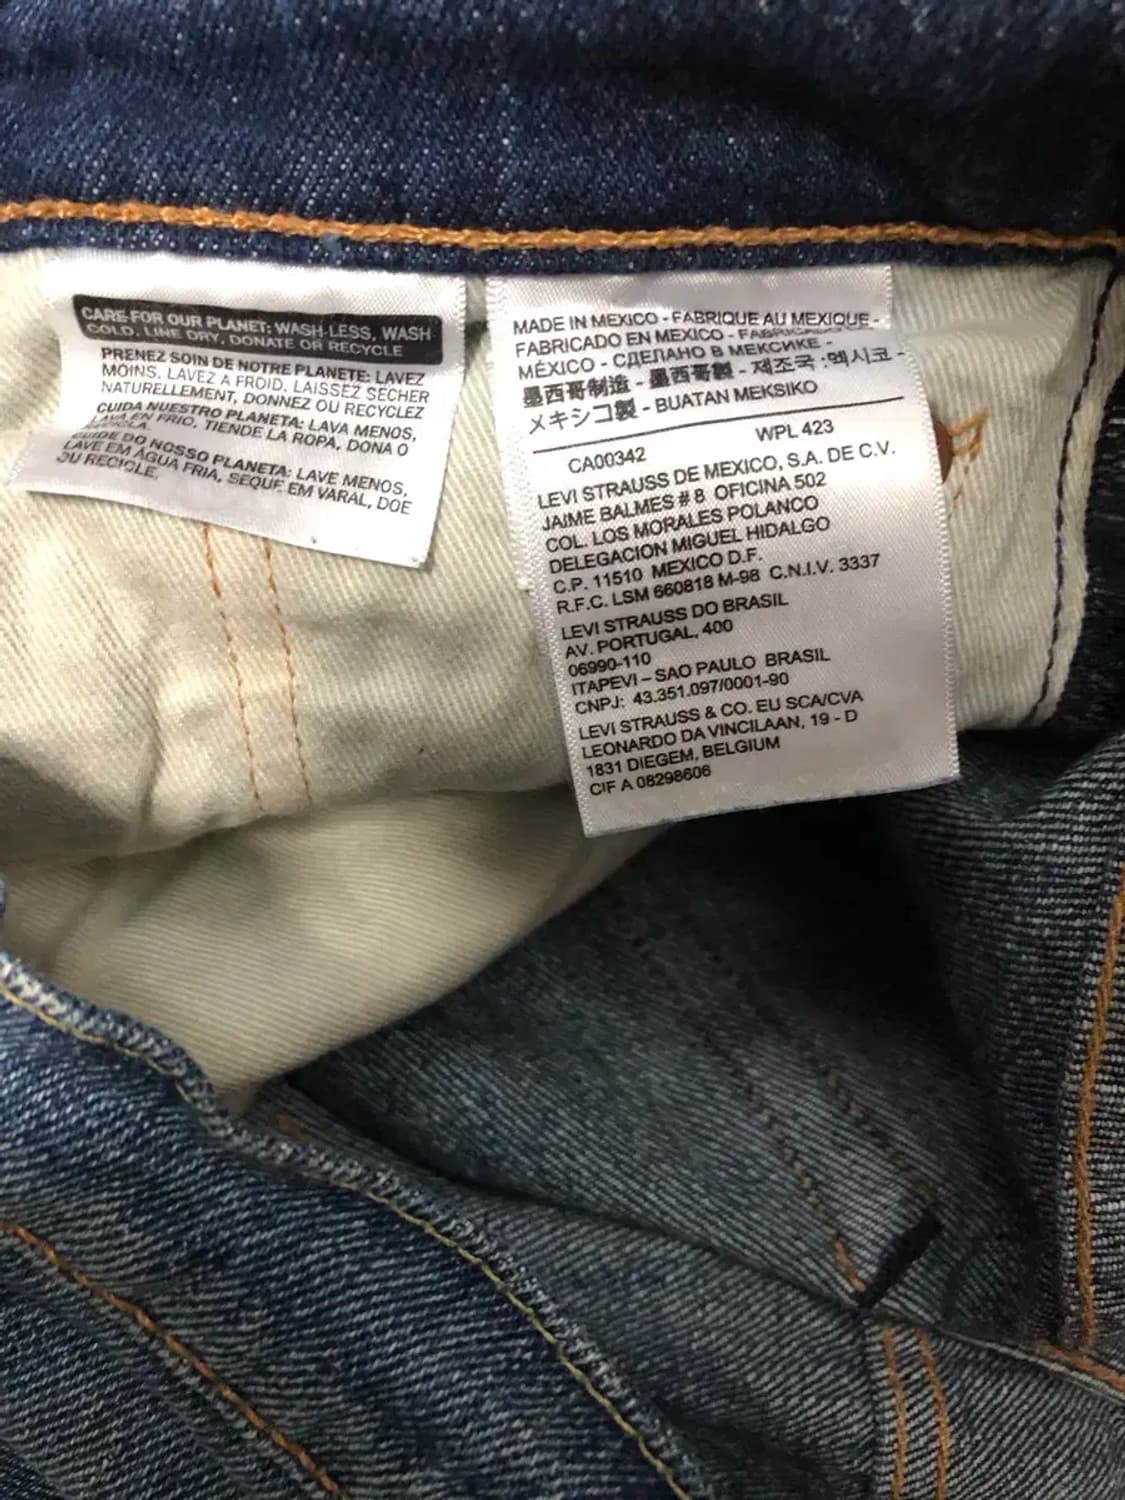 CARE FOR OUR PLANET: WASH LESS, WASH
COLD, LINE DRY, DONATE OR RECYCLE
PRENEZ SOIN DE NOTRE PLANETE: LAVEZ
MOINS, LAVEZ A FROID, LAISSEZ SÉCHER
NATURELLEMENT, DONNEZ OU RECYCLEZ
CUIDA NUESTRO PLANETA: LAVA MENOS,
LAVA EN FRIO, TIENDE LA ROPA, DONA O
CUIDE DO NOSSO PLANETA: LAVE MENOS,
LAVE EM ÁGUA FRIA, SEQUE EM VARAL, DOE
OU RECICLE.
MADE IN MEXICO - FABRIQUE AU MEXIQUE -
FABRICADO EN MEXICO - FABRICADO NO
MÉXICO - СДЕЛАНО В МЕКСИКЕ -
墨西哥制造 - 墨西哥製 - 제조국 :멕시코 -
メキシコ製 - BUATAN MEKSIKO
WPL 423
CA00342
LEVI STRAUSS DE MEXICO, S.A. DE C.V.
JAIME BALMES # 8 OFICINA 502
COL. LOS MORALES POLANCO
DELEGACION MIGUEL HIDALGO
C.P. 11510 MEXICO D.F.
R.F.C. LSM 660818 M-98 C.N.I.V. 3337
LEVI STRAUSS DO BRASIL
AV. PORTUGAL, 400
06990-110
ITAPEVI – SAO PAULO BRASIL
CNPJ: 43.351.097/0001-90
LEVI STRAUSS & CO. EU SCA/CVA
LEONARDO DA VINCILAAN, 19 - D
1831 DIEGEM, BELGIUM
CIF A 08298606